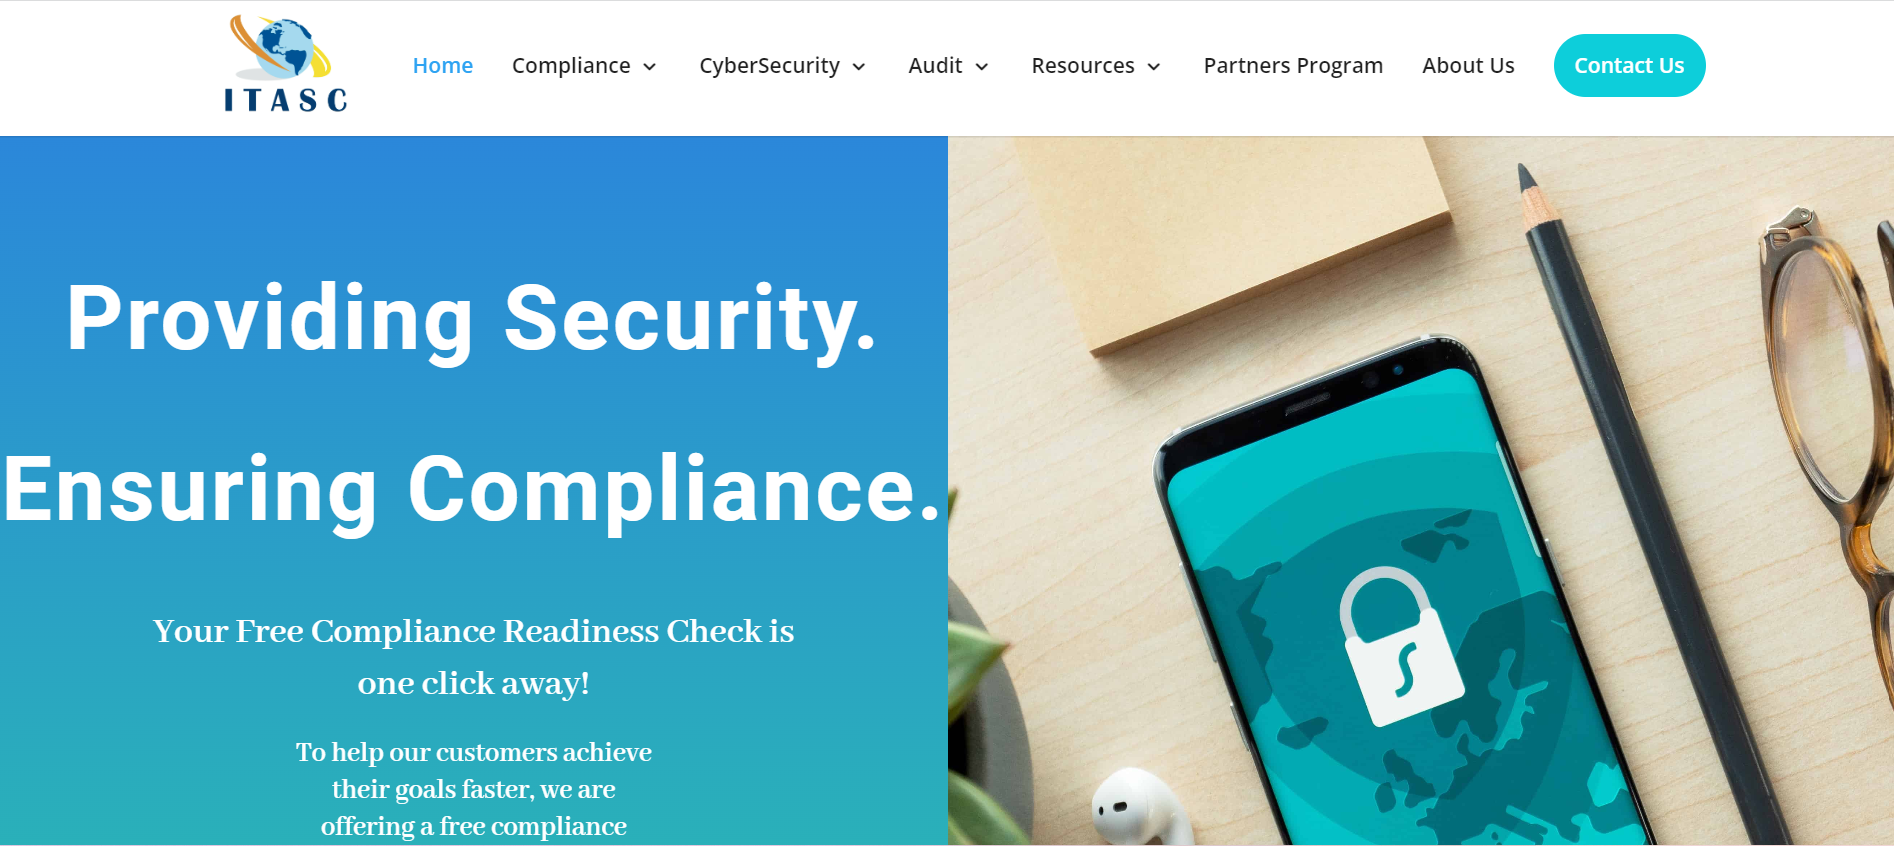 ITASC
Home
Compliance
CyberSecurity
Audit
Resources
Partners Program
About Us
Contact Us
Providing Security.
Ensuring Compliance.
Your Free Compliance Readiness Check is
one click away!
To help our customers achieve
their goals faster, we are
offering a free compliance